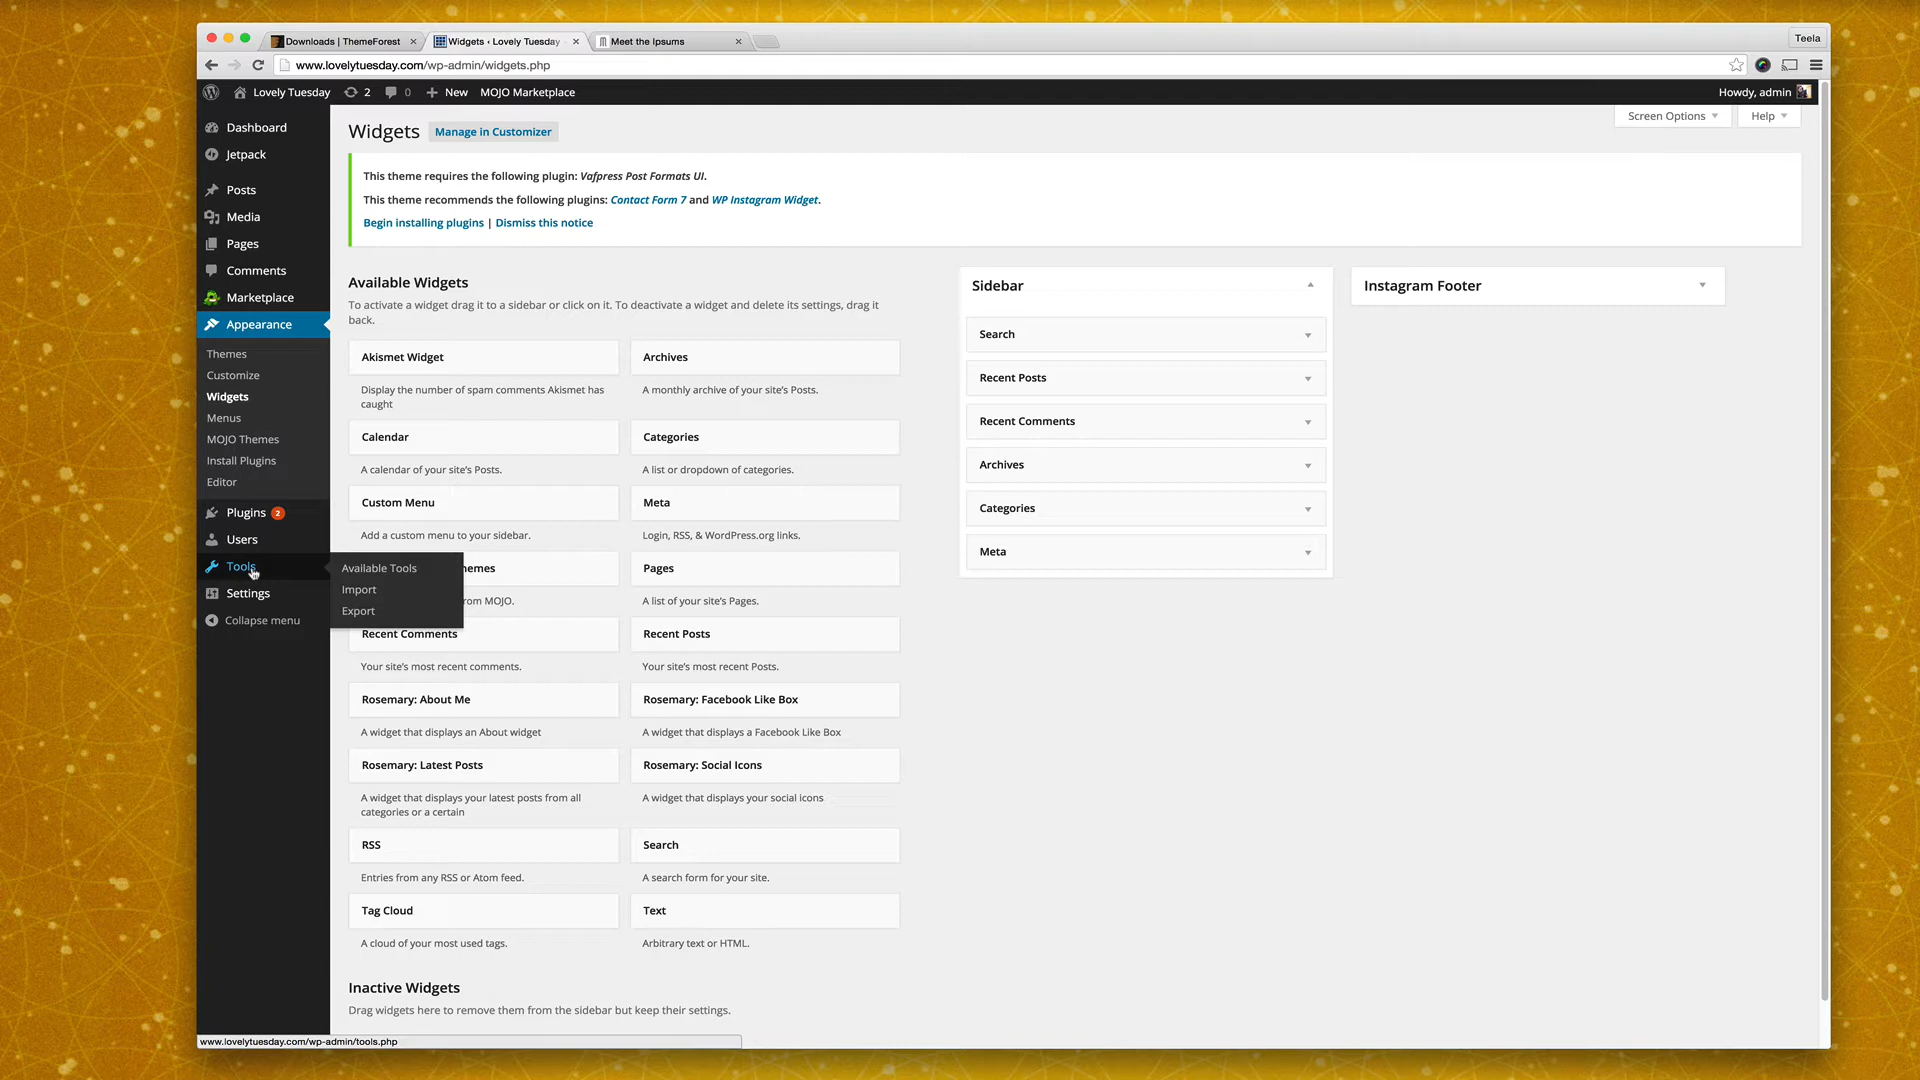 Teela
Downloads | ThemeForest
Widgets ‹ Lovely Tuesday
Meet the Ipsums
www.lovelytuesday.com/wp-admin/widgets.php
Lovely Tuesday 2 0 New MOJO Marketplace
Howdy, admin
Dashboard
Jetpack
Posts
Media
Pages
Comments
Marketplace
Appearance
Themes
Customize
Widgets
Menus
MOJO Themes
Install Plugins
Editor
Plugins 2
Users
Tools
Settings
Collapse menu
Available Tools
Import
Export
Widgets Manage in Customizer
Screen Options
Help
This theme requires the following plugin: Vafpress Post Formats UI.
This theme recommends the following plugins: Contact Form 7 and WP Instagram Widget.
Begin installing plugins | Dismiss this notice
Available Widgets
To activate a widget drag it to a sidebar or click on it. To deactivate a widget and delete its settings, drag it
back.
Akismet Widget
Display the number of spam comments Akismet has
caught
Archives
A monthly archive of your site's Posts.
Calendar
A calendar of your site's Posts.
Categories
A list or dropdown of categories.
Custom Menu
Add a custom menu to your sidebar.
Meta
Login, RSS, & WordPress.org links.
emes
om MOJO.
Pages
A list of your site's Pages.
Recent Comments
Your site's most recent comments.
Recent Posts
Your site's most recent Posts.
Rosemary: About Me
A widget that displays an About widget
Rosemary: Facebook Like Box
A widget that displays a Facebook Like Box
Rosemary: Latest Posts
A widget that displays your latest posts from all
categories or a certain
Rosemary: Social Icons
A widget that displays your social icons
RSS
Entries from any RSS or Atom feed.
Search
A search form for your site.
Tag Cloud
A cloud of your most used tags.
Text
Arbitrary text or HTML.
Inactive Widgets
Drag widgets here to remove them from the sidebar but keep their settings.
Sidebar
Search
Recent Posts
Recent Comments
Archives
Categories
Meta
Instagram Footer
www.lovelytuesday.com/wp-admin/tools.php